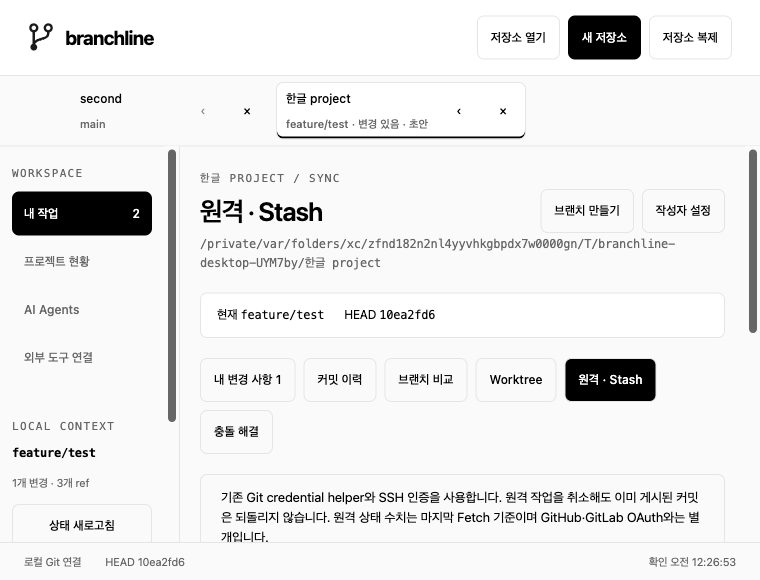 branchline
저장소 열기
새 저장소
저장소 복제
second
main
‹ ×
한글 project
feature/test · 변경 있음 · 초안
‹ ×
WORKSPACE
내 작업 2
프로젝트 현황
AI Agents
외부 도구 연결
LOCAL CONTEXT
feature/test
1개 변경 · 3개 ref
상태 새로고침
한글 PROJECT / SYNC
원격 · Stash
브랜치 만들기
작성자 설정
/private/var/folders/xc/zfnd182n2nl4yyvhkgbpdx7w0000gn/T/branchline-
desktop-UYM7by/한글 project
현재 feature/test HEAD 10ea2fd6
내 변경 사항 1
커밋 이력
브랜치 비교
Worktree
원격 · Stash
충돌 해결
기존 Git credential helper와 SSH 인증을 사용합니다. 원격 작업을 취소해도 이미 게시된 커밋
은 되돌리지 않습니다. 원격 상태 수치는 마지막 Fetch 기준이며 GitHub·GitLab OAuth와는 별
개입니다.
로컬 Git 연결
HEAD 10ea2fd6
확인 오전 12:26:53